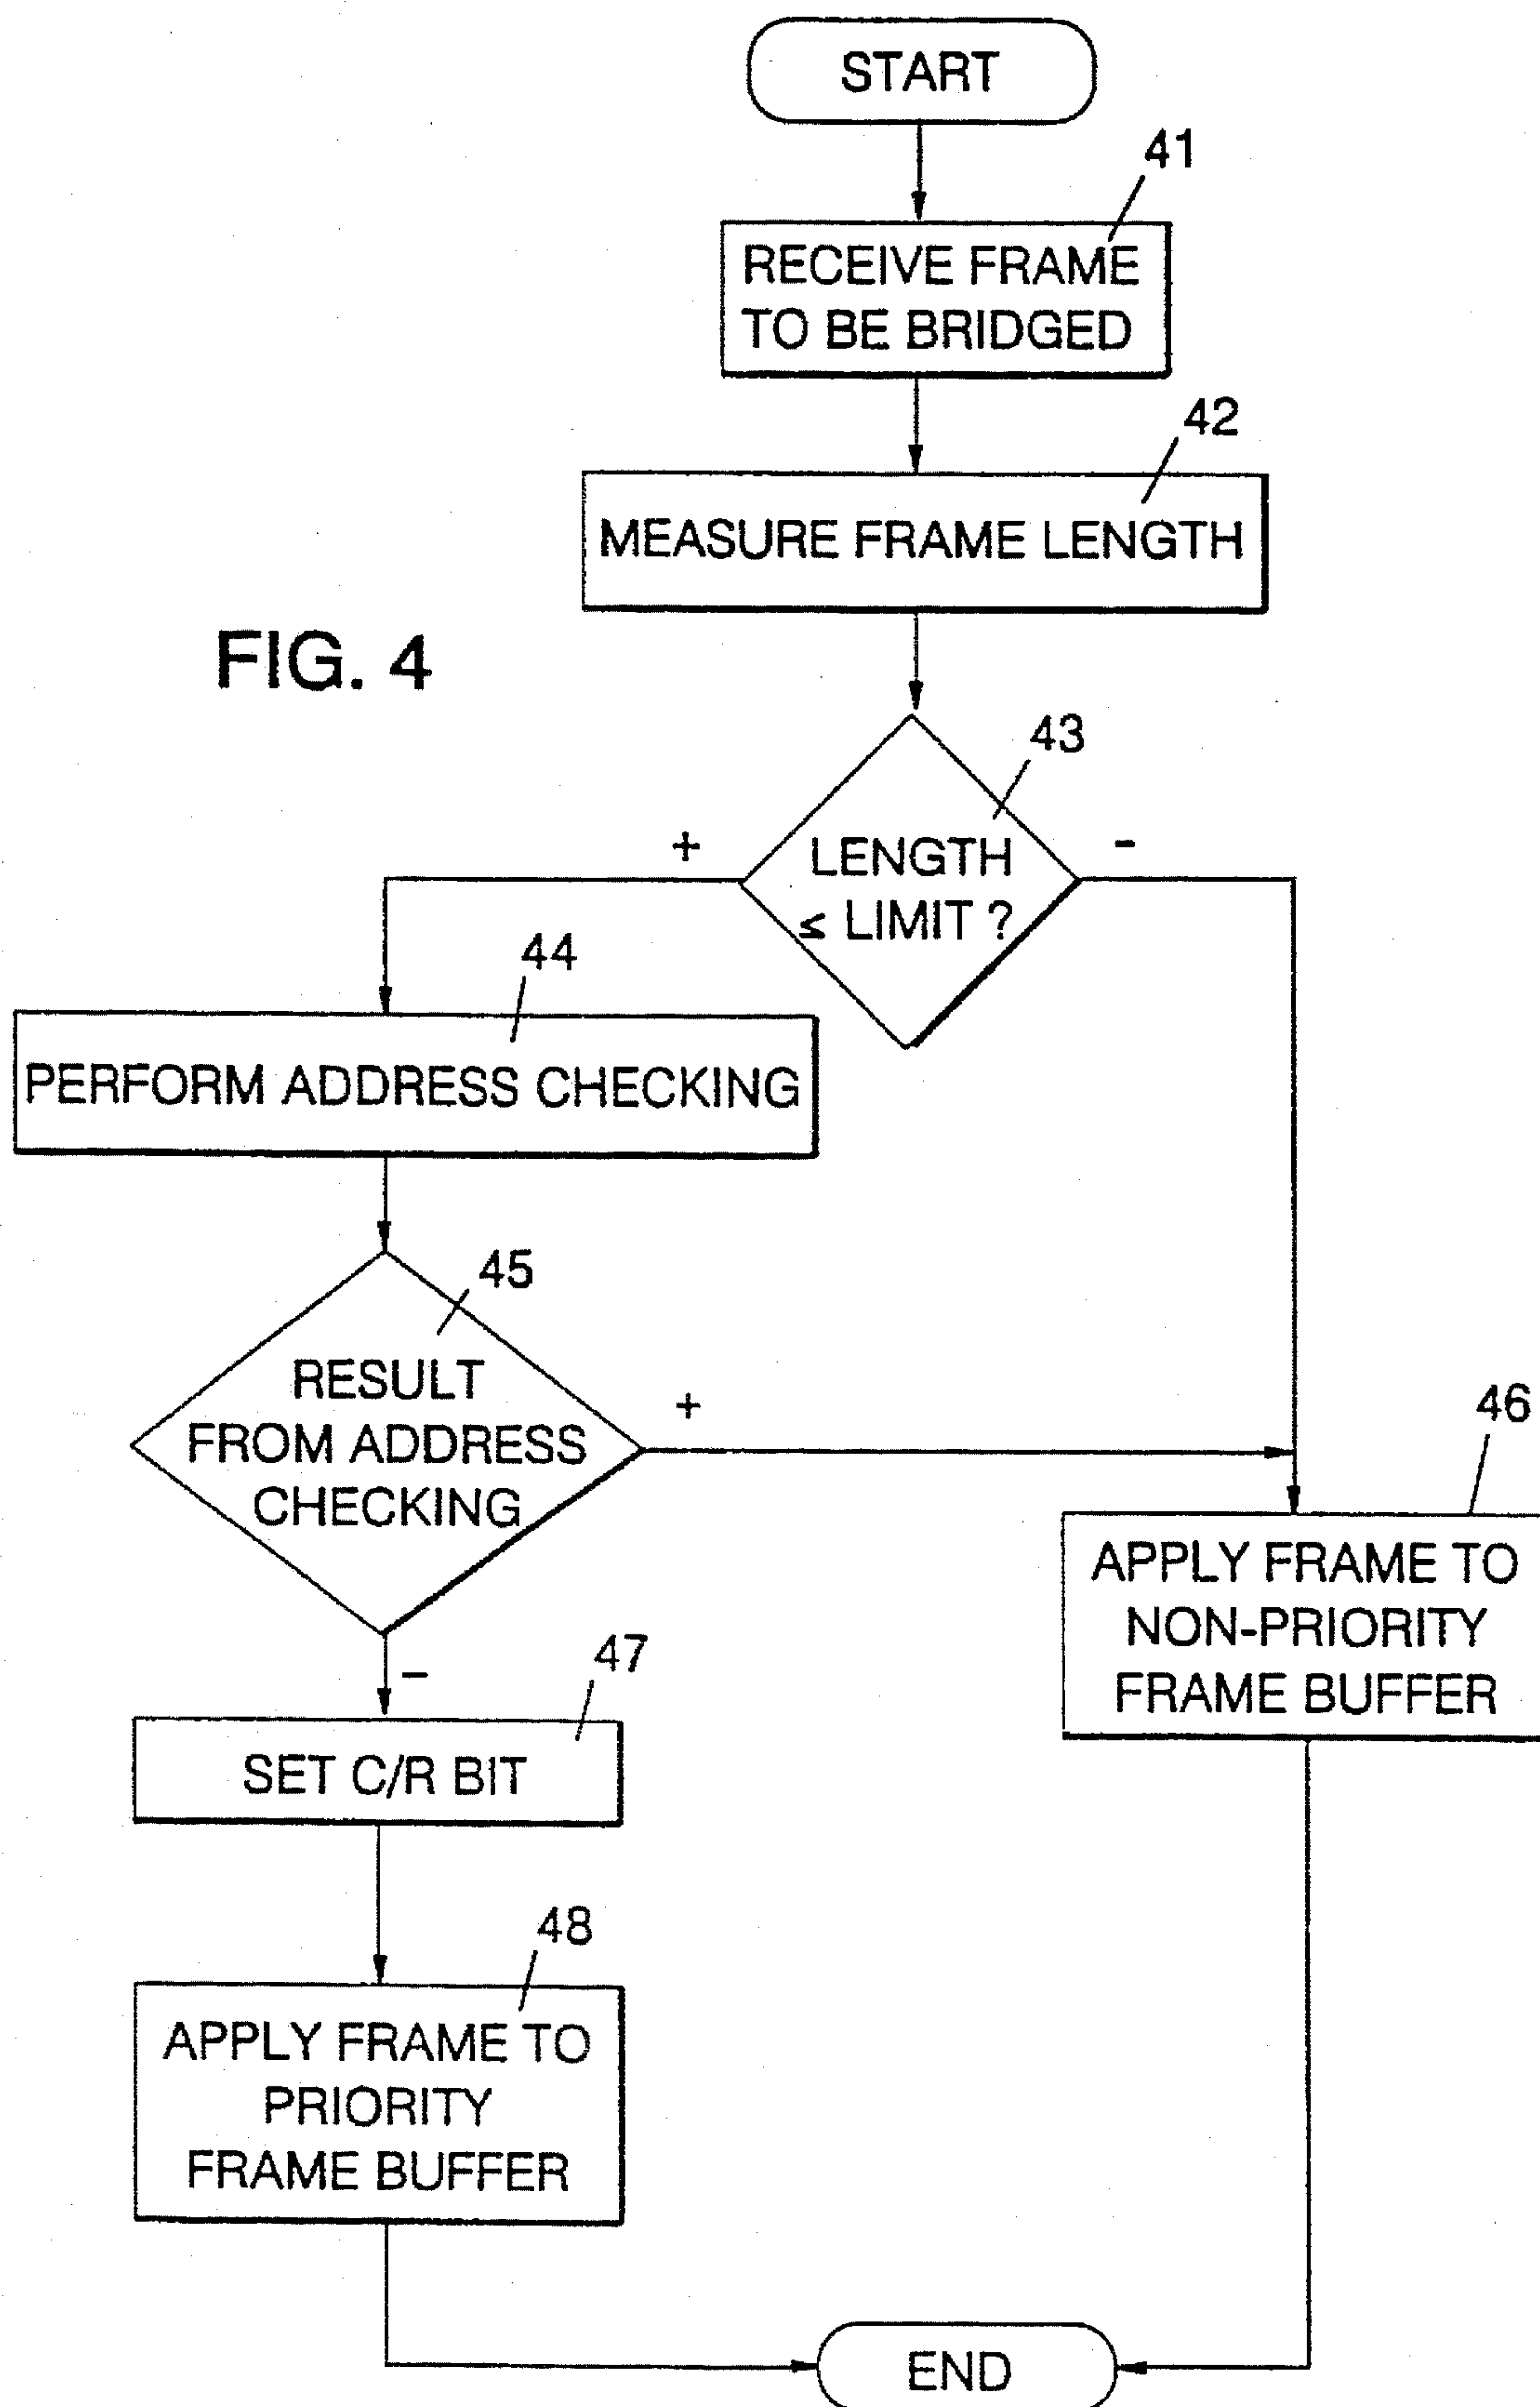 START
41
RECEIVE FRAME
TO BE BRIDGED
42
MEASURE FRAME LENGTH
FIG. 4
43
+
-
LENGTH
≤ LIMIT ?
44
PERFORM ADDRESS CHECKING
45
RESULT
FROM ADDRESS
CHECKING
+
46
APPLY FRAME TO
NON-PRIORITY
FRAME BUFFER
-
47
SET C/R BIT
48
APPLY FRAME TO
PRIORITY
FRAME BUFFER
END